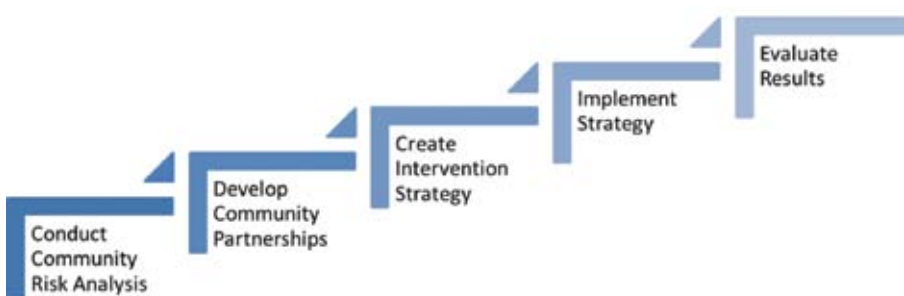 Conduct
Community
Risk Analysis
Develop
Community
Partnerships
Create
Intervention
Strategy
Implement
Strategy
Evaluate
Results